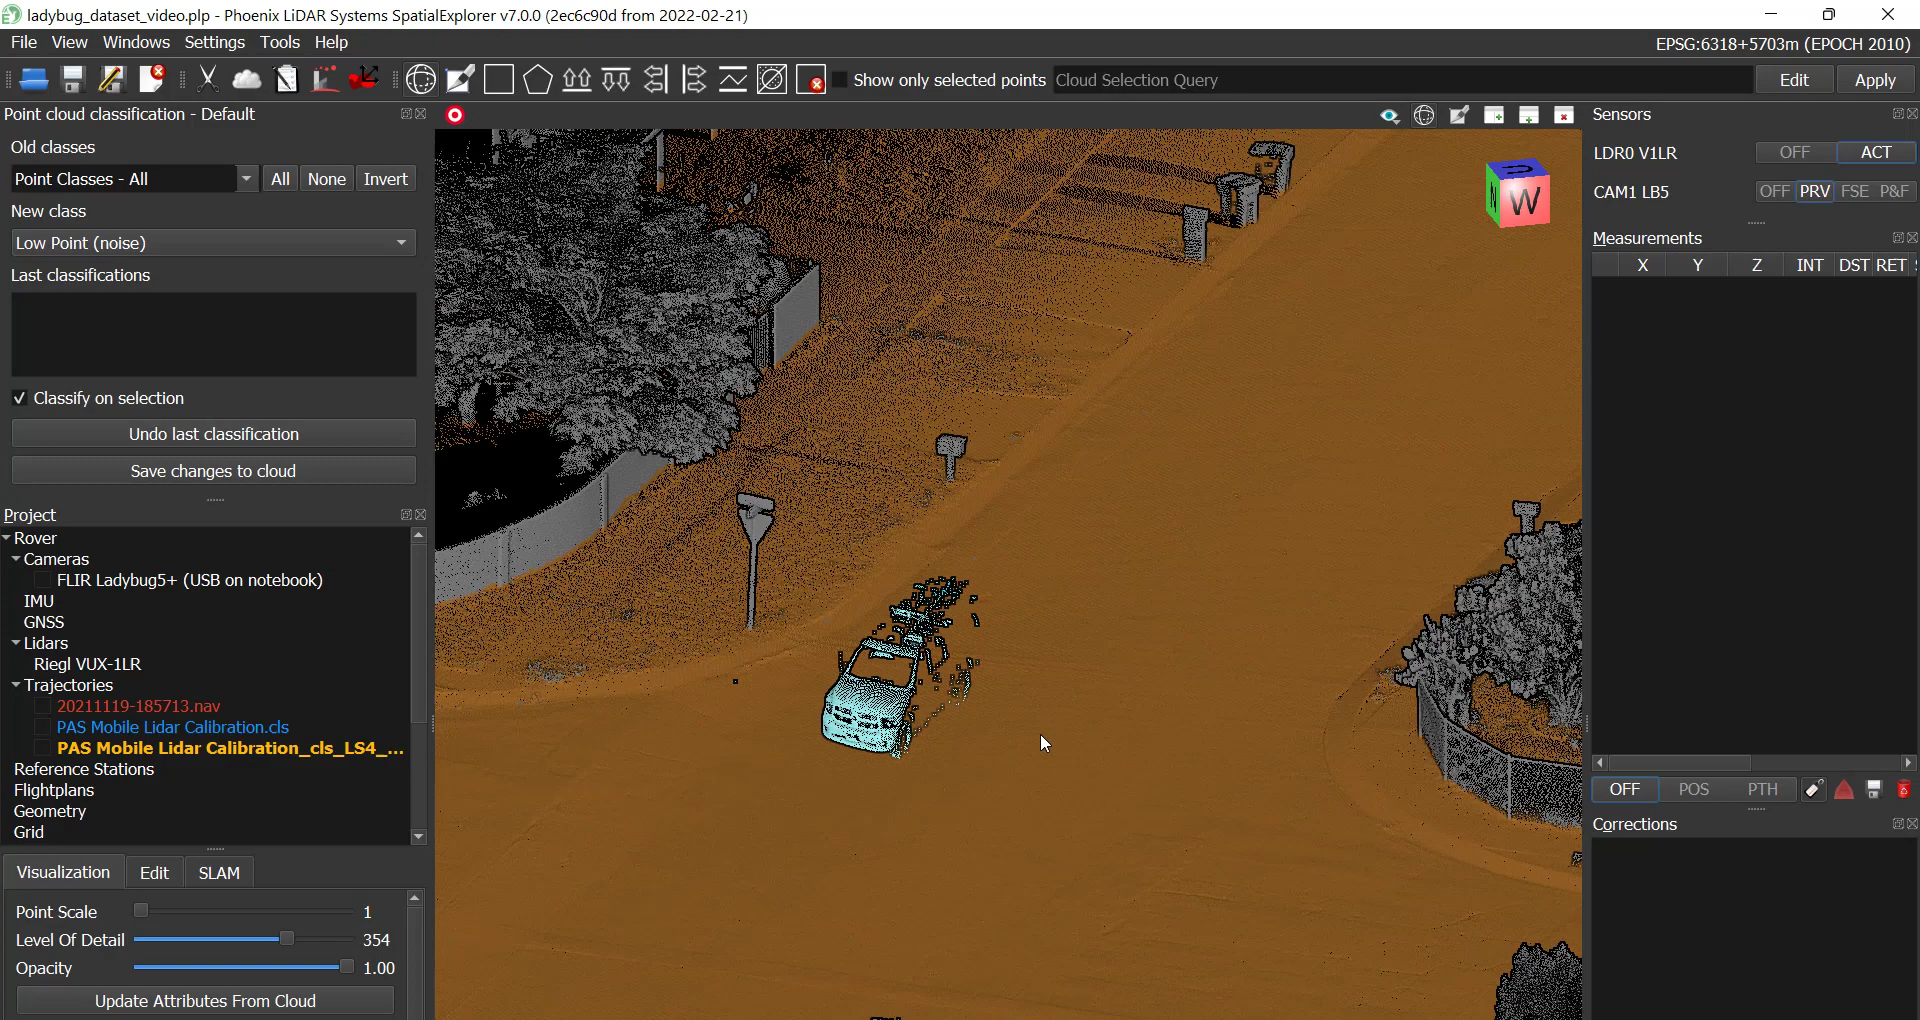 ladybug_dataset_video.plp - Phoenix LiDAR Systems SpatialExplorer v7.0.0 (2ec6c90d from 2022-02-21)
File View Windows Settings Tools Help
EPSG:6318+5703m (EPOCH 2010)
Show only selected points
Cloud Selection Query
Edit
Apply
Point cloud classification - Default
Old classes
Point Classes - All
All
None
Invert
New class
Low Point (noise)
Last classifications
Classify on selection
Undo last classification
Save changes to cloud
Project
Rover
Cameras
FLIR Ladybug5+ (USB on notebook)
IMU
GNSS
Lidars
Riegl VUX-1LR
Trajectories
20211119-185713.nav
PAS Mobile Lidar Calibration.cls
PAS Mobile Lidar Calibration_cls_LS4_...
Reference Stations
Flightplans
Geometry
Grid
Visualization
Edit
SLAM
Point Scale 1
Level Of Detail 354
Opacity 1.00
Update Attributes From Cloud
U
N
W
Sensors
LDR0 V1LR OFF ACT
CAM1 LB5 OFF PRV FSE P&F
Measurements
X Y Z INT DST RET
OFF POS PTH
Corrections